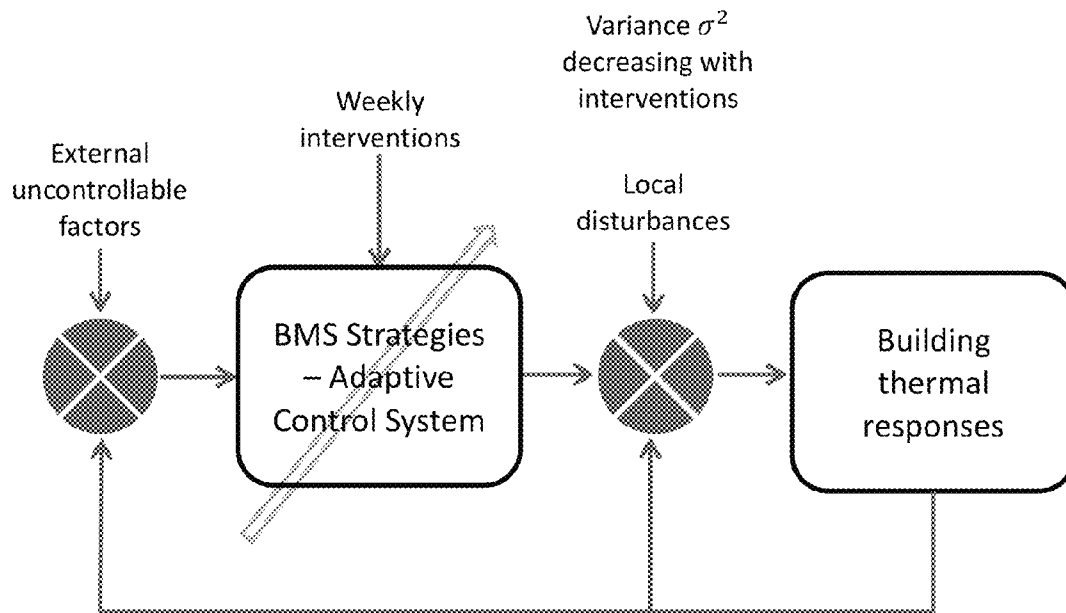 Variance σ²
decreasing with
interventions
Weekly
interventions
External
uncontrollable
factors
Local
disturbances
BMS Strategies
– Adaptive
Control System
Building
thermal
responses